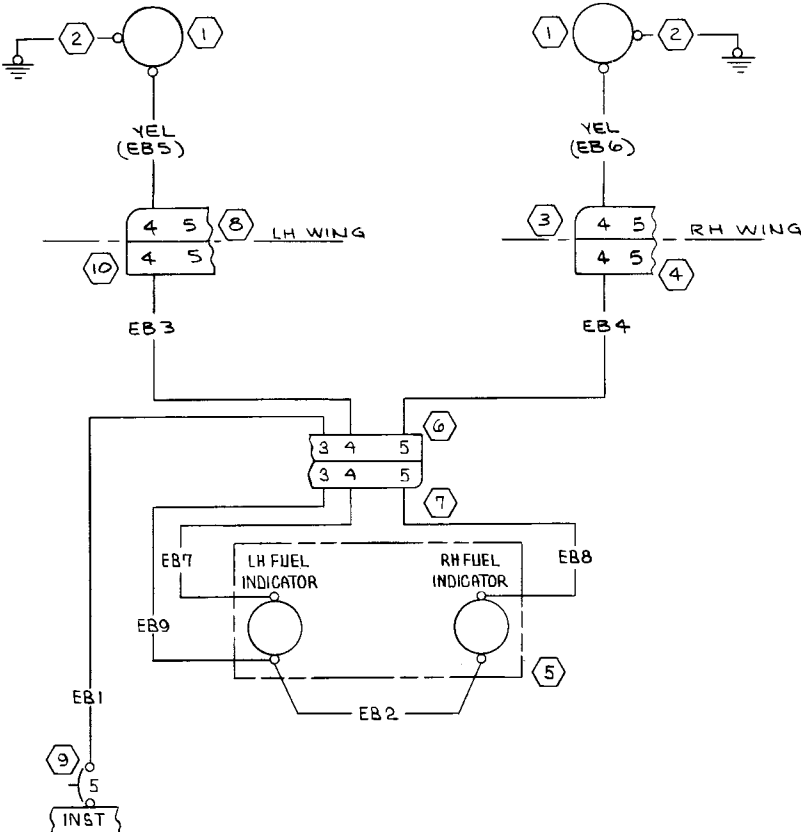 2 1
1 2
YEL
(EB5)
YEL
(EB6)
4 5 8 LH WING
10 4 5
3 4 5 RH WING
4 5 4
EB3
EB4
6
3 4 5
3 4 5
7
EB7
LH FUEL
INDICATOR
RH FUEL
INDICATOR
EB8
EB9
5
EB1
EB2
9
5
INST